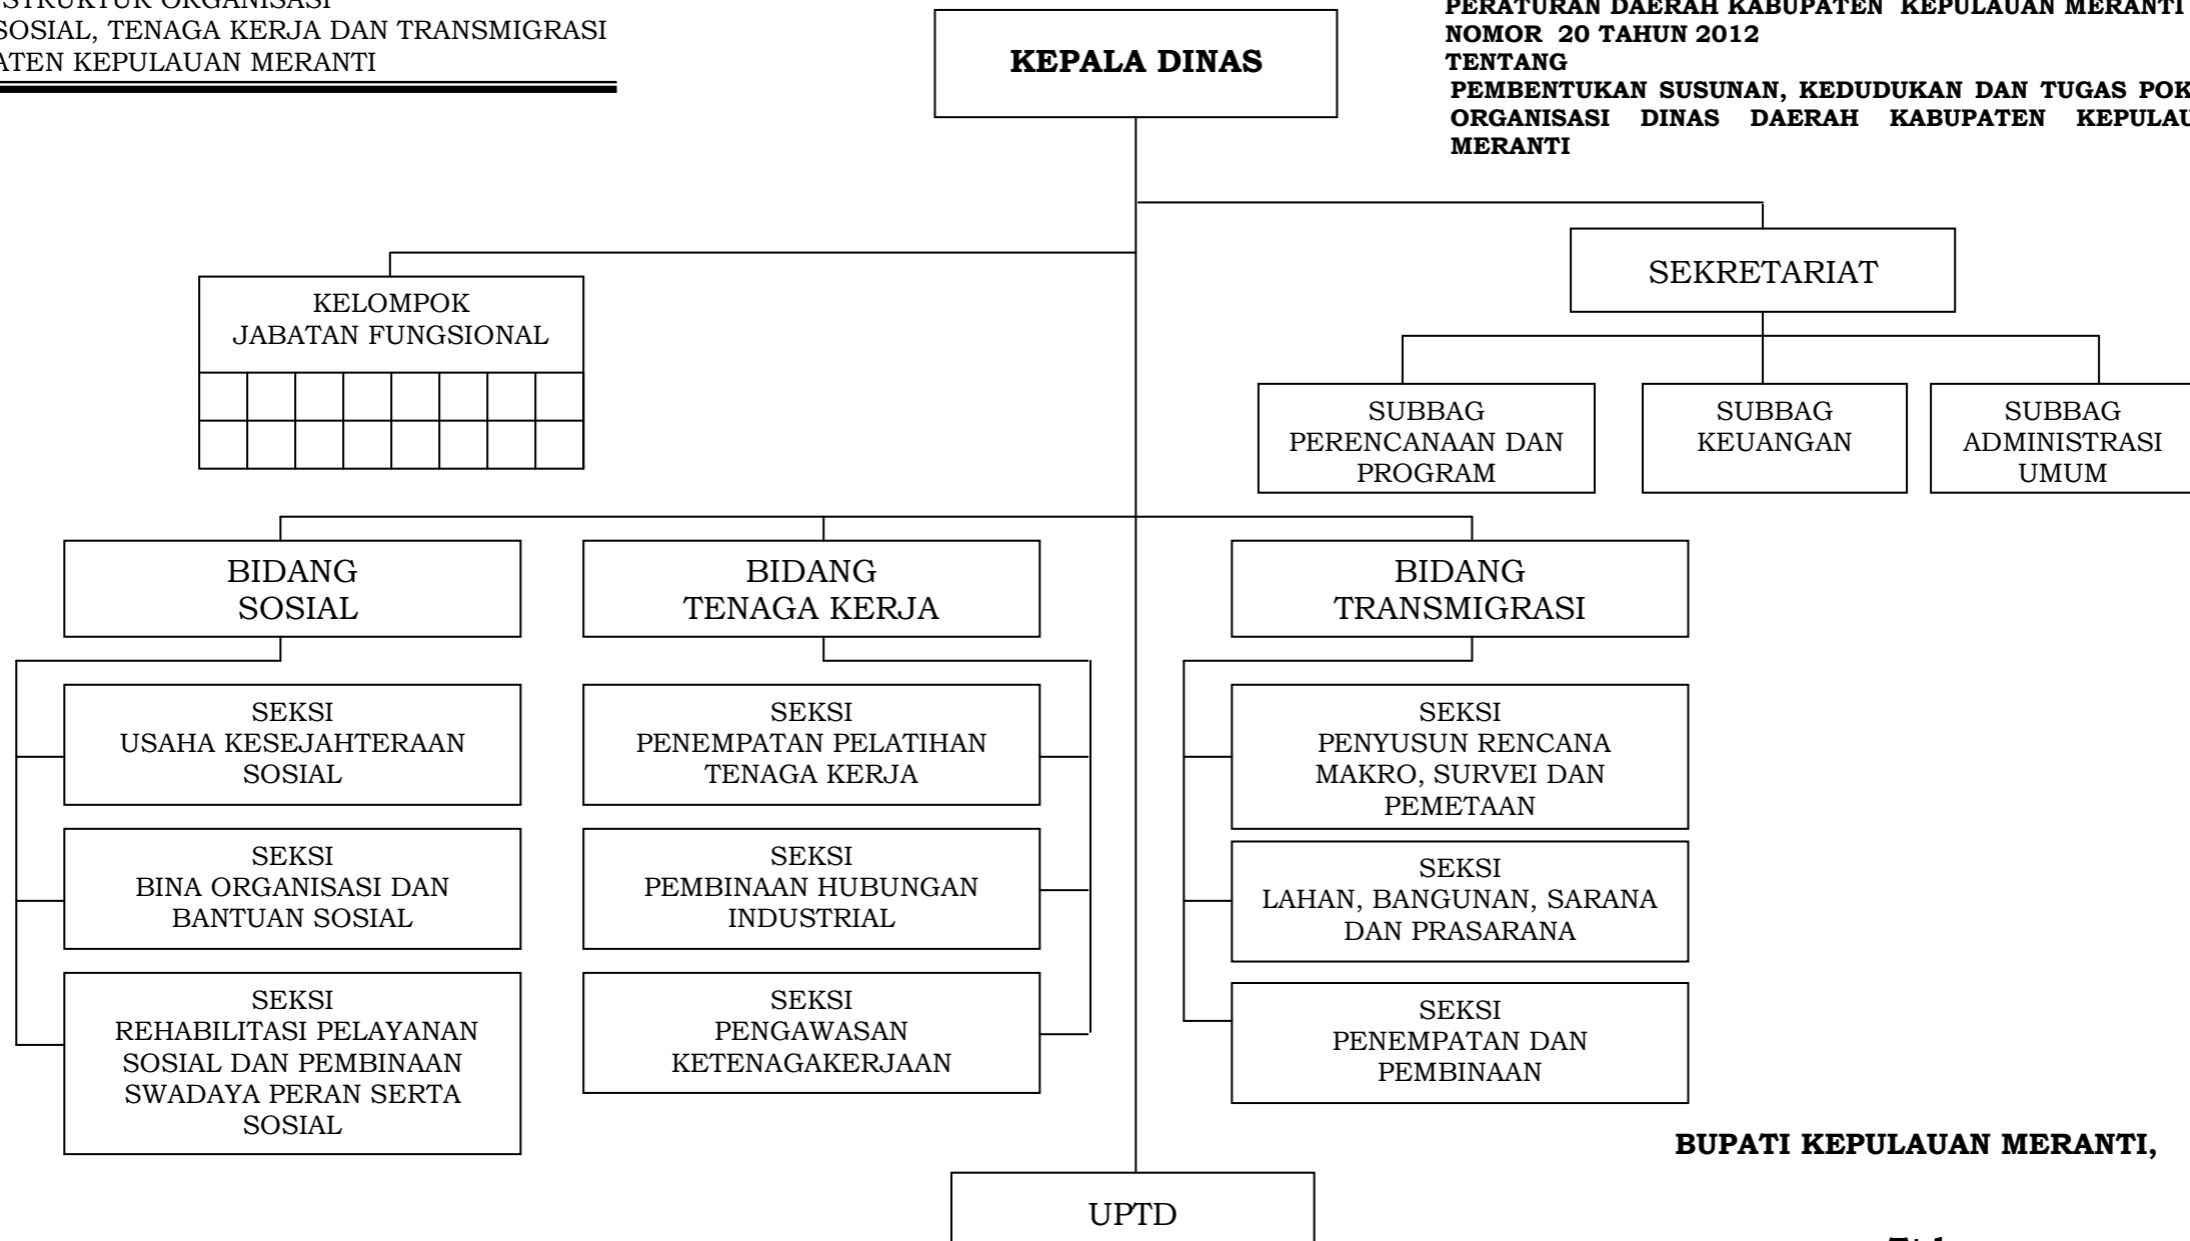 STRUKTUR ORGANISASI
SOSIAL, TENAGA KERJA DAN TRANSMIGRASI
KEPULAUAN MERANTI
KEPALA DINAS
PERATURAN DAERAH KABUPATEN KEPULAUAN MERANTI
NOMOR 20 TAHUN 2012
TENTANG
PEMBENTUKAN SUSUNAN, KEDUDUKAN DAN TUGAS
ORGANISASI DINAS DAERAH KABUPATEN
MERANTI
SEKRETARIAT
KELOMPOK
JABATAN FUNGSIONAL
SUBBAG
PERENCANAAN DAN
PROGRAM
SUBBAG
KEUANGAN
SUBBAG
ADMINISTRASI
UMUM
BIDANG
SOSIAL
BIDANG
TENAGA KERJA
BIDANG
TRANSMIGRASI
SEKSI
USAHA KESEJAHTERAAN
SOSIAL
SEKSI
BINA ORGANISASI DAN
BANTUAN SOSIAL
SEKSI
REHABILITASI PELAYANAN
SOSIAL DAN PEMBINAAN
SWADAYA PERAN SERTA
SOSIAL
SEKSI
PENEMPATAN PELATIHAN
TENAGA KERJA
SEKSI
PEMBINAAN HUBUNGAN
INDUSTRIAL
SEKSI
PENGAWASAN
KETENAGAKERJAAN
SEKSI
PENYUSUN RENCANA
MAKRO, SURVEI DAN
PEMETAAN
SEKSI
LAHAN, BANGUNAN, SARANA
DAN PRASARANA
SEKSI
PENEMPATAN DAN
PEMBINAAN
BUPATI KEPULAUAN MERANTI,
UPTD